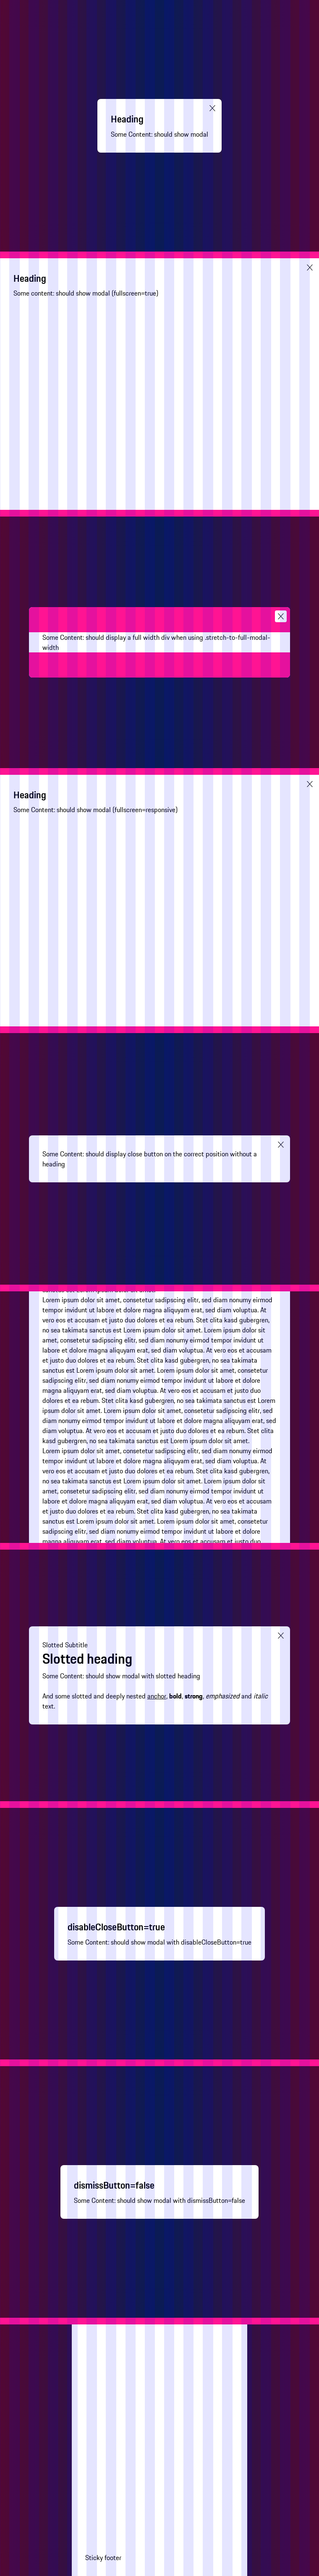 Heading
Some Content: should show modal
Heading
Some content: should show modal (fullscreen=true)
Some Content: should display a full width div when using .stretch-to-full-modal-
width
Heading
Some Content: should show modal (fullscreen=responsive)
Some Content: should display close button on the correct position without a
heading
Lorem ipsum dolor sit amet, consetetur sadipscing elitr, sed diam nonumy eirmod
tempor invidunt ut labore et dolore magna aliquyam erat, sed diam voluptua. At
vero eos et accusam et justo duo dolores et ea rebum. Stet clita kasd gubergren,
no sea takimata sanctus est Lorem ipsum dolor sit amet. Lorem ipsum dolor sit
amet, consetetur sadipscing elitr, sed diam nonumy eirmod tempor invidunt ut
labore et dolore magna aliquyam erat, sed diam voluptua. At vero eos et accusam
et justo duo dolores et ea rebum. Stet clita kasd gubergren, no sea takimata
sanctus est Lorem ipsum dolor sit amet. Lorem ipsum dolor sit amet, consetetur
sadipscing elitr, sed diam nonumy eirmod tempor invidunt ut labore et dolore
magna aliquyam erat, sed diam voluptua. At vero eos et accusam et justo duo
dolores et ea rebum. Stet clita kasd gubergren, no sea takimata sanctus est Lorem
ipsum dolor sit amet. Lorem ipsum dolor sit amet, consetetur sadipscing elitr, sed
diam nonumy eirmod tempor invidunt ut labore et dolore magna aliquyam erat, sed
diam voluptua. At vero eos et accusam et justo duo dolores et ea rebum. Stet clita
kasd gubergren, no sea takimata sanctus est Lorem ipsum dolor sit amet.
Lorem ipsum dolor sit amet, consetetur sadipscing elitr, sed diam nonumy eirmod
tempor invidunt ut labore et dolore magna aliquyam erat, sed diam voluptua. At
vero eos et accusam et justo duo dolores et ea rebum. Stet clita kasd gubergren,
no sea takimata sanctus est Lorem ipsum dolor sit amet. Lorem ipsum dolor sit
amet, consetetur sadipscing elitr, sed diam nonumy eirmod tempor invidunt ut
labore et dolore magna aliquyam erat, sed diam voluptua. At vero eos et accusam
et justo duo dolores et ea rebum. Stet clita kasd gubergren, no sea takimata
sanctus est Lorem ipsum dolor sit amet. Lorem ipsum dolor sit amet, consetetur
sadipscing elitr, sed diam nonumy eirmod tempor invidunt ut labore et dolore
magna aliquyam erat, sed diam voluptua. At vero eos et accusam et justo duo
Slotted Subtitle
Slotted heading
Some Content: should show modal with slotted heading
And some slotted and deeply nested anchor, bold, strong, emphasized and italic
text.
disableCloseButton=true
Some Content: should show modal with disableCloseButton=true
dismissButton=false
Some Content: should show modal with dismissButton=false
Sticky footer